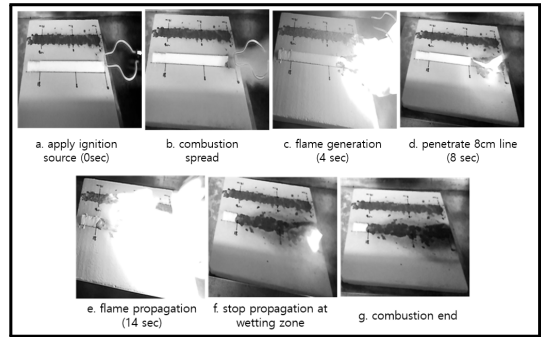 a. apply ignition
source (0sec)
b. combustion
spread
c. flame generation
(4 sec)
d. penetrate 8cm line
(8 sec)
e. flame propagation
(14 sec)
f. stop propagation at
wetting zone
g. combustion end